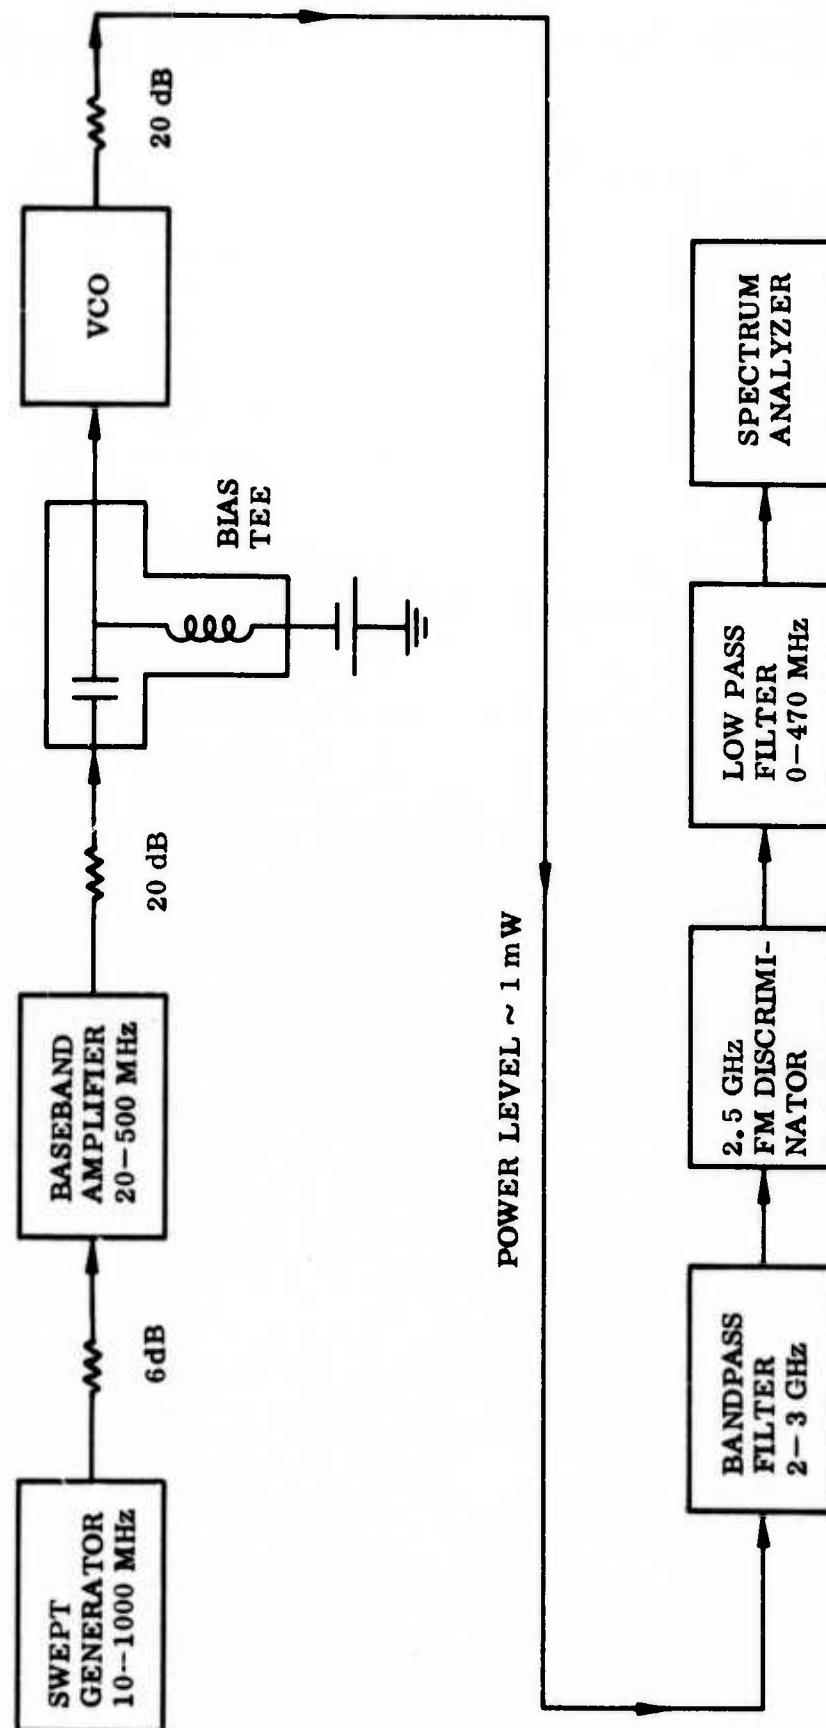 SWEPT
GENERATOR
10-1000 MHz
6dB
BASEBAND
AMPLIFIER
20-500 MHz
20 dB
BIAS
TEE
VCO
20 dB
POWER LEVEL ~ 1 mW
BANDPASS
FILTER
2-3 GHz
2.5 GHz
FM DISCRIMI-
NATOR
LOW PASS
FILTER
0-470 MHz
SPECTRUM
ANALYZER